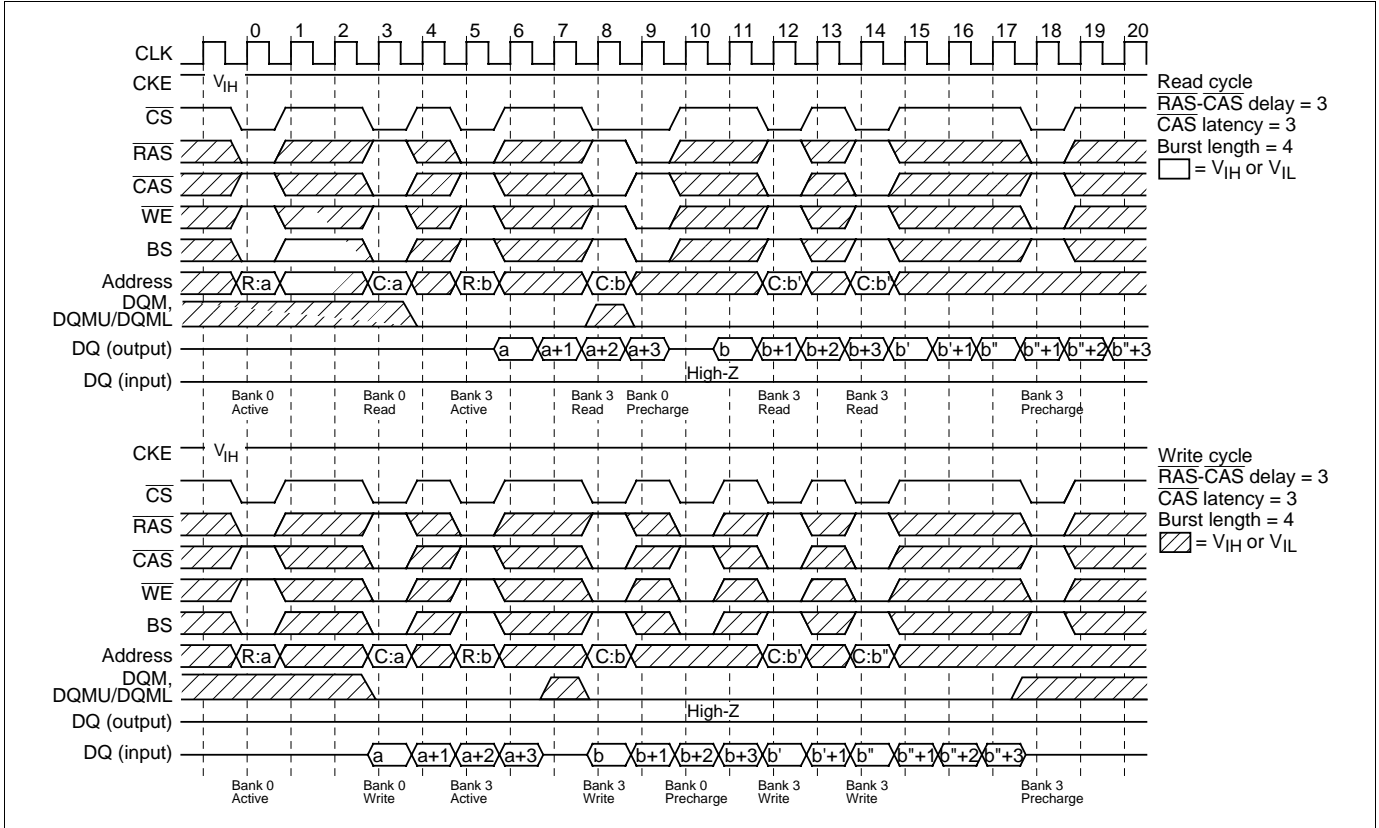 0 1 2 3 4 5 6 7 8 9 10 11 12 13 14 15 16 17 18 19 20
CLK
CKE VIH
CS
RAS
CAS
WE
BS
Address R:a C:a R:b C:b C:b' C:b"
DQM,
DQMU/DQML
DQ (output) a a+1 a+2 a+3 b b+1 b+2 b+3 b' b'+1 b" b"+1 b"+2 b"+3
High-Z
DQ (input)
Bank 0 Active
Bank 0 Read
Bank 3 Active
Bank 3 Read
Bank 0 Precharge
Bank 3 Read
Bank 3 Read
Bank 3 Precharge
Read cycle
RAS-CAS delay = 3
CAS latency = 3
Burst length = 4
= VIH or VIL
CKE VIH
CS
RAS
CAS
WE
BS
Address R:a C:a R:b C:b C:b' C:b"
DQM,
DQMU/DQML
High-Z
DQ (output)
DQ (input) a a+1 a+2 a+3 b b+1 b+2 b+3 b' b'+1 b" b"+1 b"+2 b"+3
Bank 0 Active
Bank 0 Write
Bank 3 Active
Bank 3 Write
Bank 0 Precharge
Bank 3 Write
Bank 3 Write
Bank 3 Precharge
Write cycle
RAS-CAS delay = 3
CAS latency = 3
Burst length = 4
= VIH or VIL